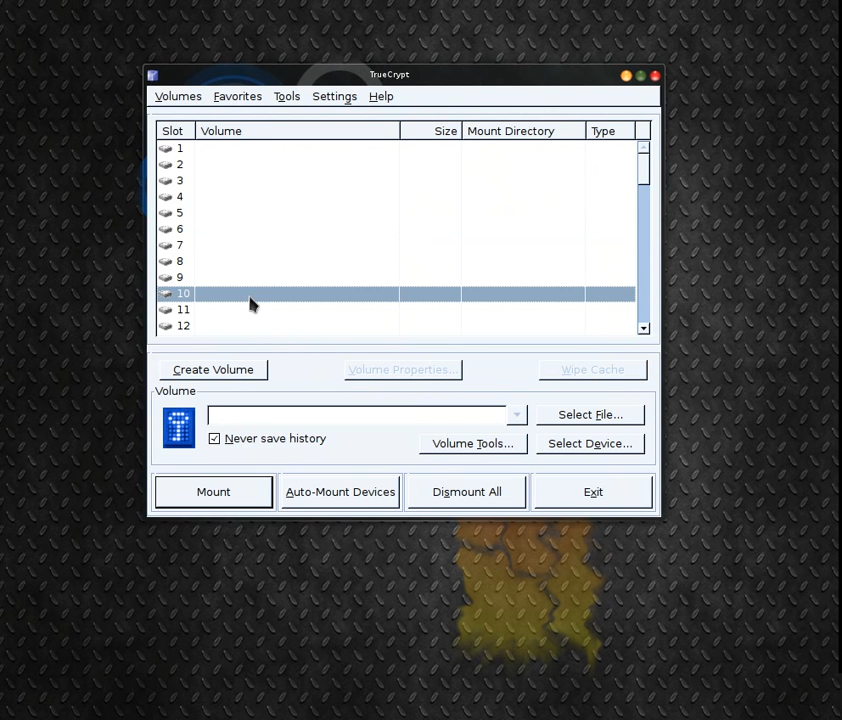 TrueCrypt
Volumes Favorites Tools Settings Help
Slot Volume Size Mount Directory Type
1
2
3
4
5
6
7
8
9
10
11
12
Create Volume Volume Properties... Wipe Cache
Volume
Select File...
Never save history Volume Tools... Select Device...
Mount Auto-Mount Devices Dismount All Exit